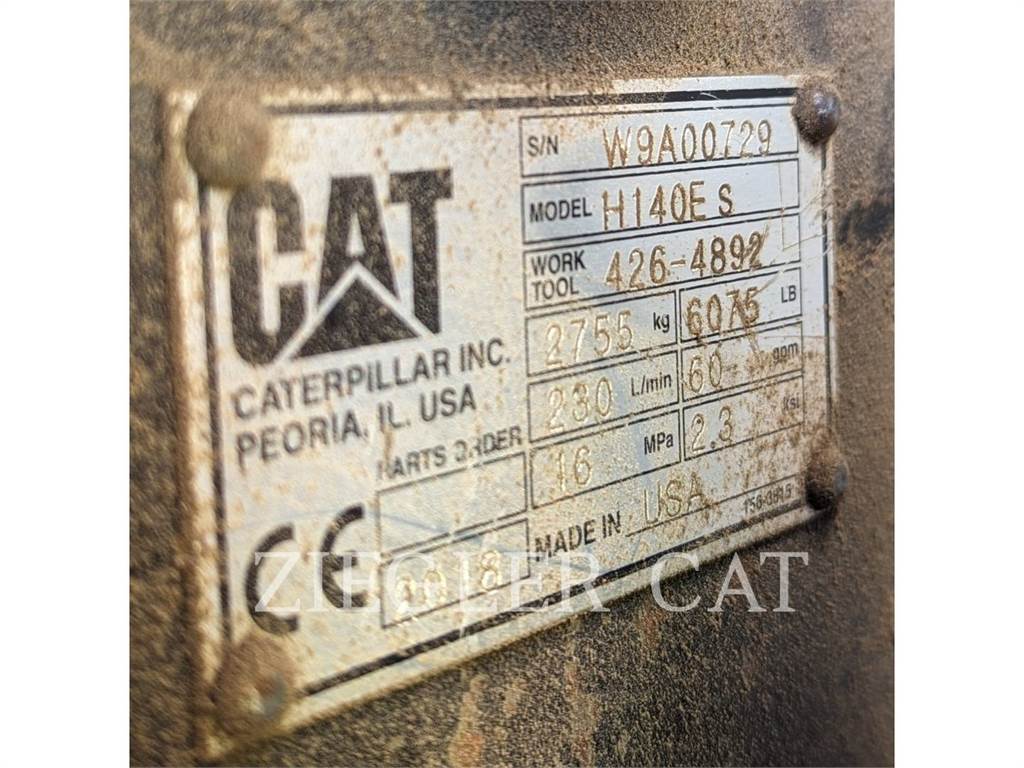 CAT
CATERPILLAR INC.
PEORIA, IL. USA
S/N W9A00729
MODEL H140E S
WORK TOOL 426-4892
2755 kg 6075 LB
230 L/min 60 gpm
16 MPa 2.3 ksi
PARTS ORDER
MADE IN USA
CE
ZIEGLER CAT